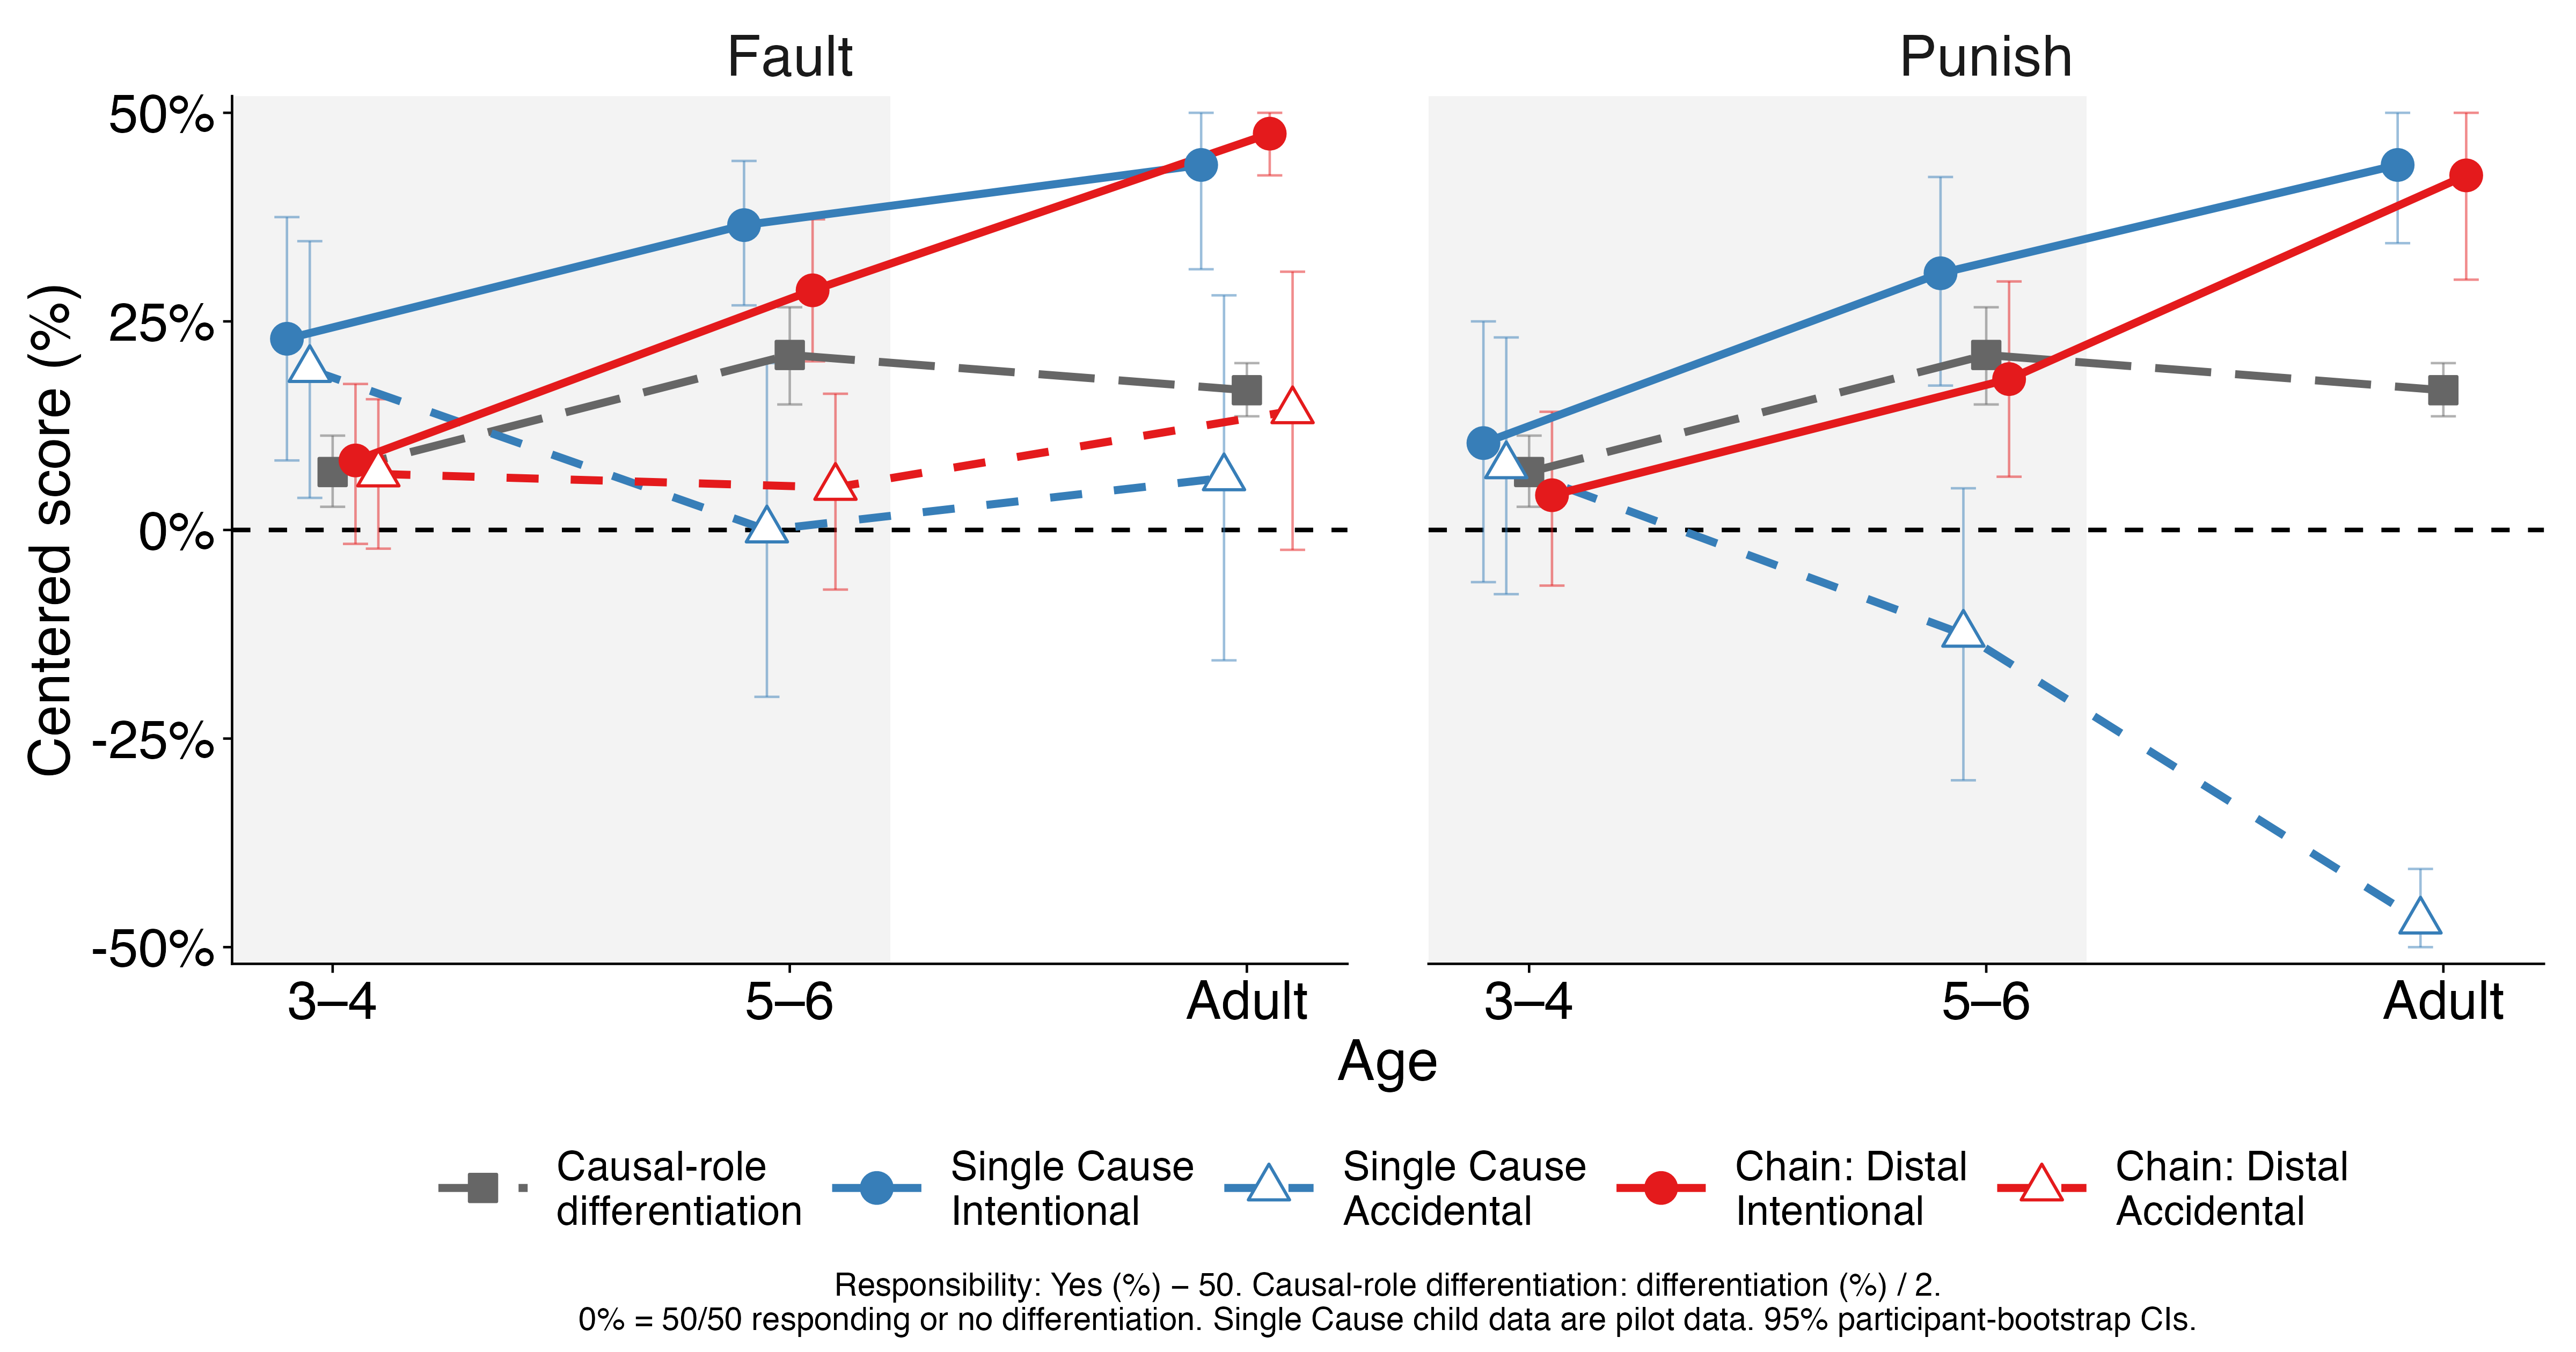 Fault
Punish
Centered score (%)
50%
25%
0%
-25%
-50%
3–4
5–6
Adult
3–4
5–6
Adult
Age
Causal-role
differentiation
Single Cause
Intentional
Single Cause
Accidental
Chain: Distal
Intentional
Chain: Distal
Accidental
Responsibility: Yes (%) − 50. Causal-role differentiation: differentiation (%) / 2.
0% = 50/50 responding or no differentiation. Single Cause child data are pilot data. 95% participant-bootstrap CIs.